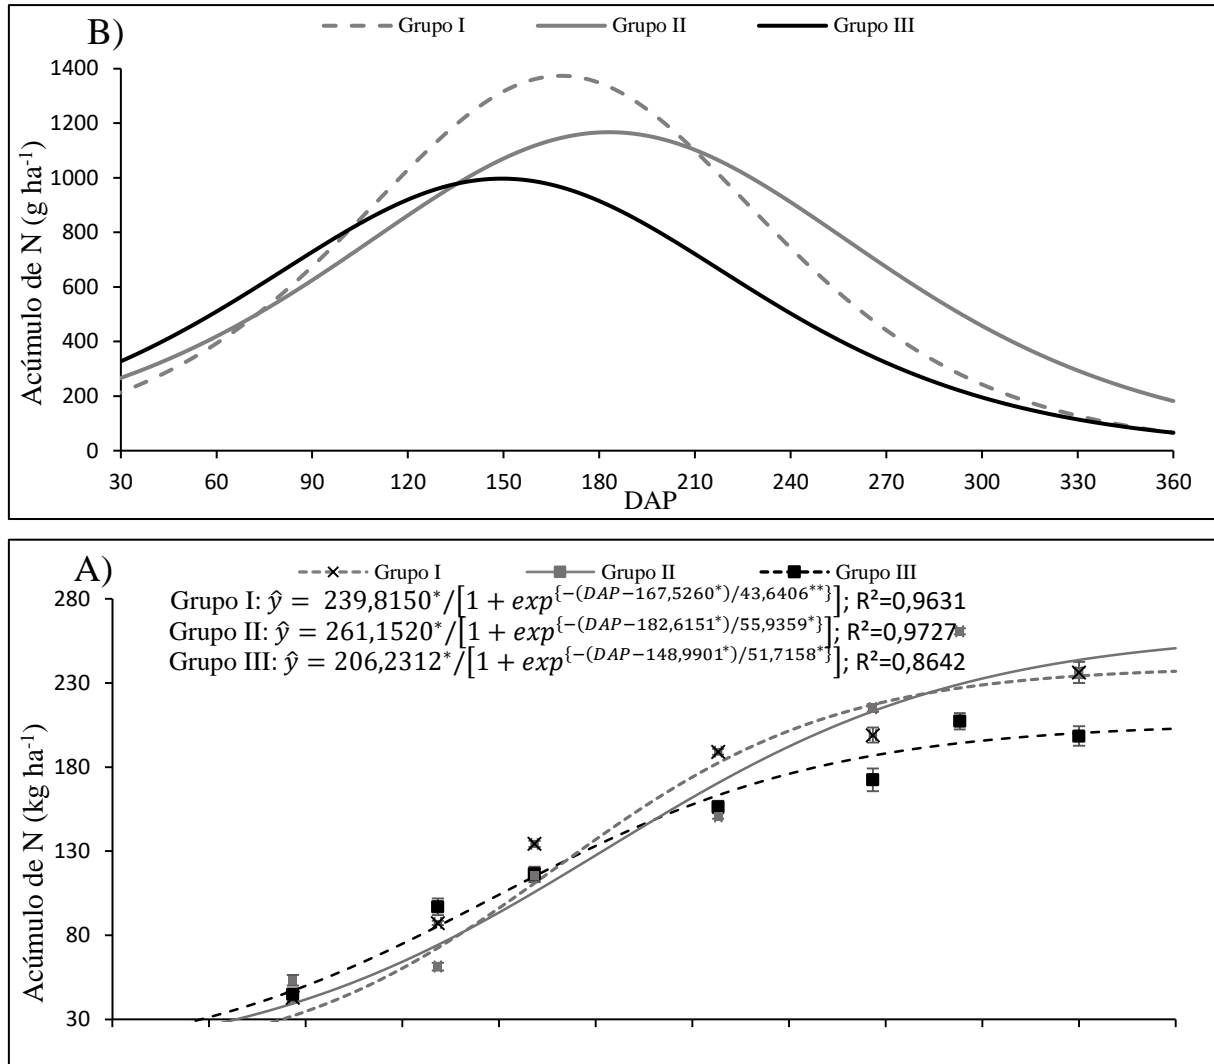 B)
Grupo I Grupo II Grupo III
Acúmulo de N (g ha-1)
1400
1200
1000
800
600
400
200
0
30 60 90 120 150 180 210 240 270 300 330 360
DAP
A)
Grupo I Grupo II Grupo III
Grupo I: ŷ = 239,8150*/[1 + exp{−(DAP−167,5260*)/43,6406**}]; R²=0,9631
Grupo II: ŷ = 261,1520*/[1 + exp{−(DAP−182,6151*)/55,9359*}]; R²=0,9727
Grupo III: ŷ = 206,2312*/[1 + exp{−(DAP−148,9901*)/51,7158*}]; R²=0,8642
Acúmulo de N (kg ha-1)
280
230
180
130
80
30